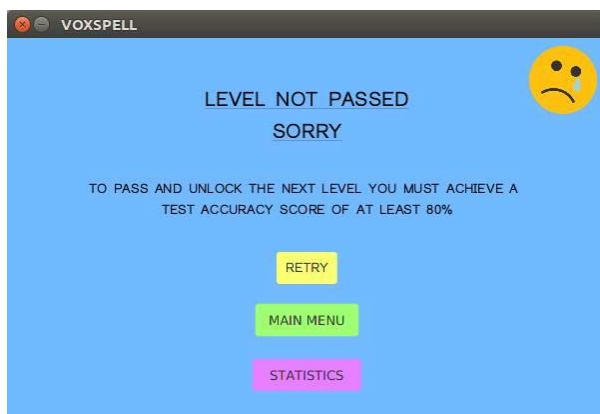 VOXSPELL
LEVEL NOT PASSED
SORRY
TO PASS AND UNLOCK THE NEXT LEVEL YOU MUST ACHIEVE A
TEST ACCURACY SCORE OF AT LEAST 80%
RETRY
MAIN MENU
STATISTICS